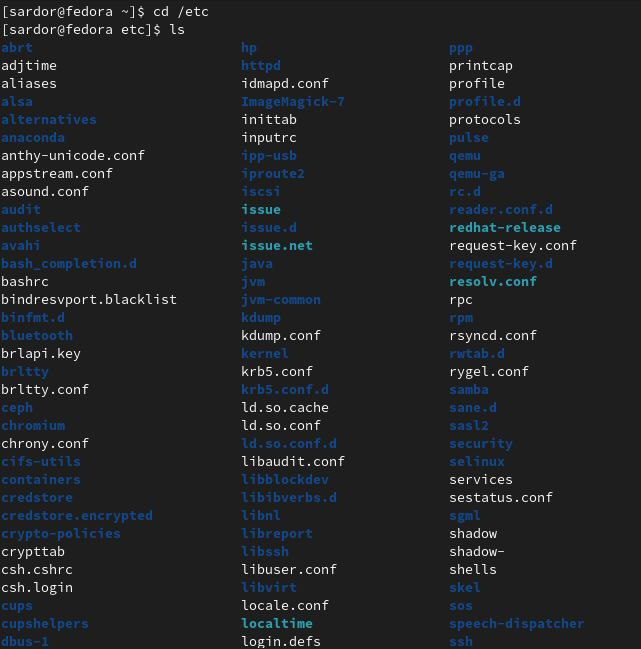 [sardor@fedora ~]$ cd /etc
[sardor@fedora etc]$ ls
abrt hp ppp
adjtime httpd printcap
aliases idmapd.conf profile
alsa ImageMagick-7 profile.d
alternatives inittab protocols
anaconda inputrc pulse
anthy-unicode.conf ipp-usb qemu
appstream.conf iproute2 qemu-ga
asound.conf iscsi rc.d
audit issue reader.conf.d
authselect issue.d redhat-release
avahi issue.net request-key.conf
bash_completion.d java request-key.d
bashrc jvm resolv.conf
bindresvport.blacklist jvm-common rpc
binfmt.d kdump rpm
bluetooth kdump.conf rsyncd.conf
brlapi.key kernel rwtab.d
brltty krb5.conf rygel.conf
brltty.conf krb5.conf.d samba
ceph ld.so.cache sane.d
chromium ld.so.conf sasl2
chrony.conf ld.so.conf.d security
cifs-utils libaudit.conf selinux
containers libblockdev services
credstore libibverbs.d sestatus.conf
credstore.encrypted libnl sgml
crypto-policies libreport shadow
crypttab libssh shadow-
csh.cshrc libuser.conf shells
csh.login libvirt skel
cups locale.conf sos
cupshelpers localtime speech-dispatcher
dbus-1 login.defs ssh